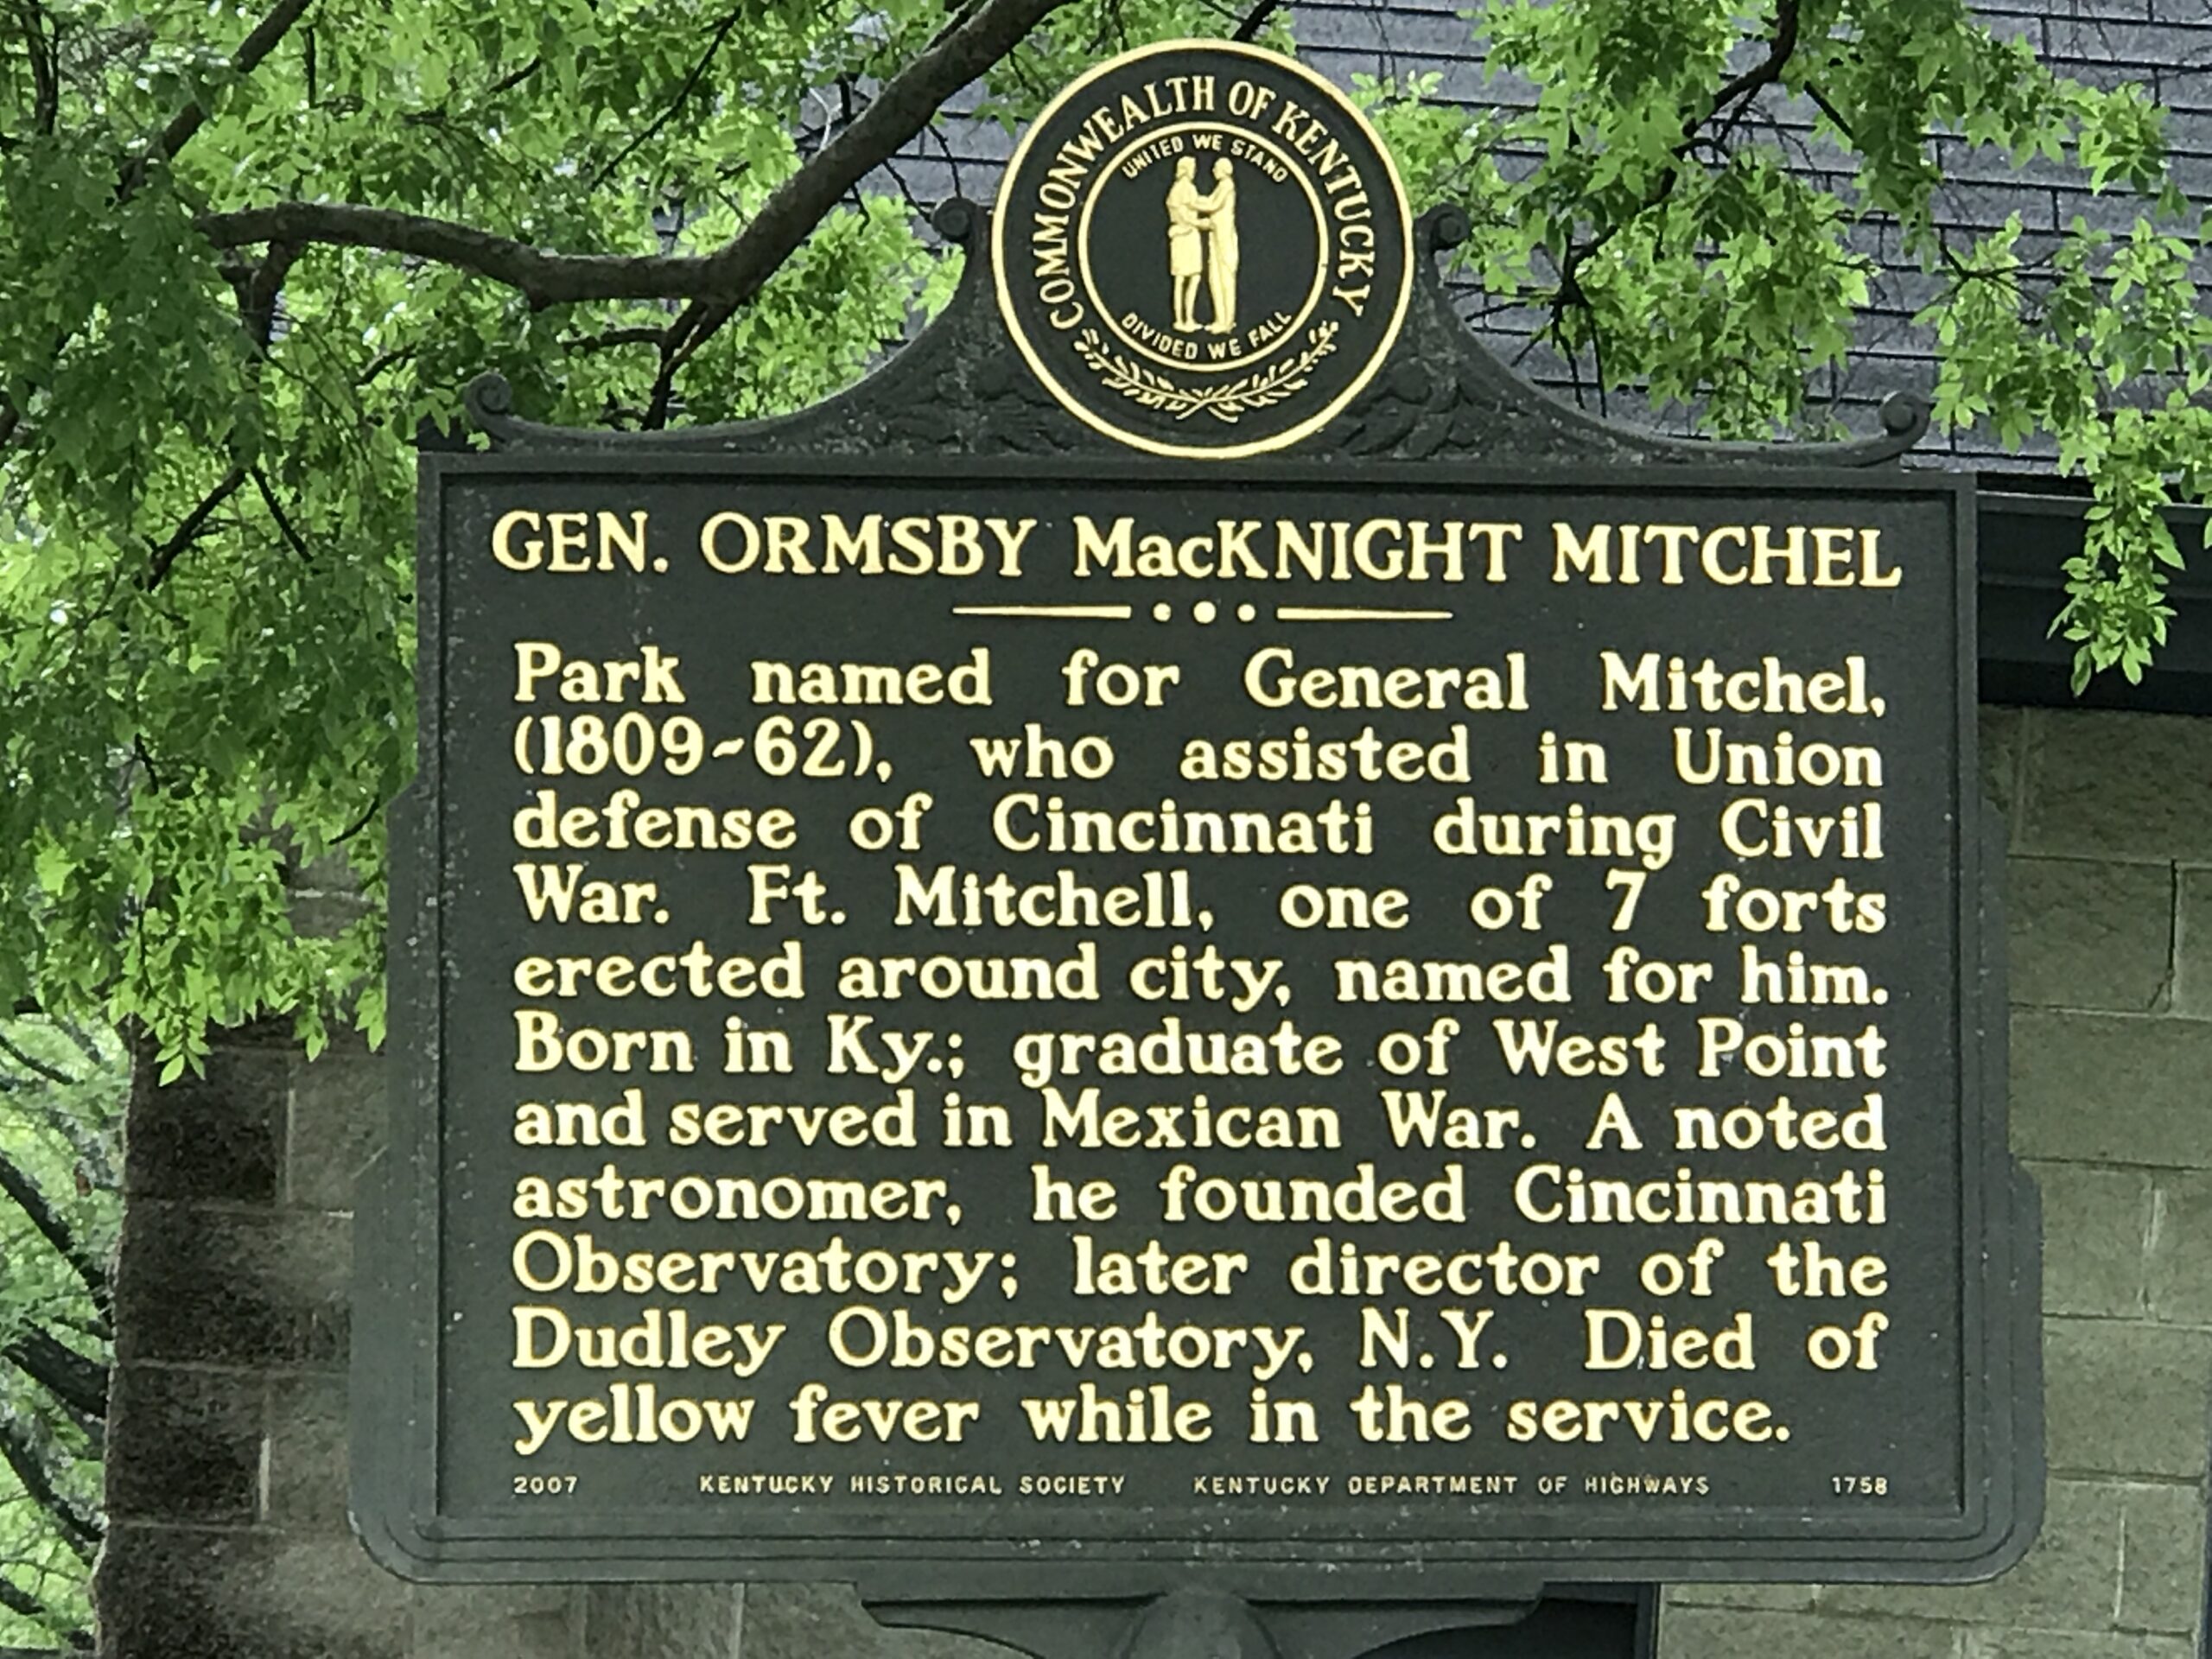 COMMONWEALTH OF KENTUCKY
UNITED WE STAND
DIVIDED WE FALL
GEN. ORMSBY MacKNIGHT MITCHEL
Park named for General Mitchel,
(1809~62), who assisted in Union
defense of Cincinnati during Civil
War. Ft. Mitchell, one of 7 forts
erected around city, named for him.
Born in Ky.; graduate of West Point
and served in Mexican War. A noted
astronomer, he founded Cincinnati
Observatory; later director of the
Dudley Observatory, N.Y. Died of
yellow fever while in the service.
2007 KENTUCKY HISTORICAL SOCIETY KENTUCKY DEPARTMENT OF HIGHWAYS 1758